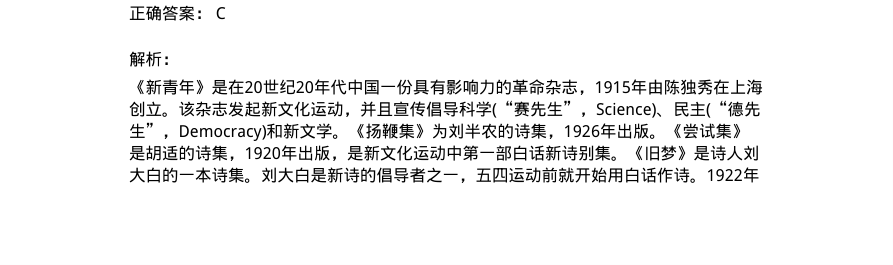 正确答案： C
解析：
《新青年》是在20世纪20年代中国一份具有影响力的革命杂志，1915年由陈独秀在上海
创立。该杂志发起新文化运动，并且宣传倡导科学(“赛先生”，Science)、民主(“德先
生”，Democracy)和新文学。《扬鞭集》为刘半农的诗集，1926年出版。《尝试集》
是胡适的诗集，1920年出版，是新文化运动中第一部白话新诗别集。《旧梦》是诗人刘
大白的一本诗集。刘大白是新诗的倡导者之一，五四运动前就开始用白话作诗。1922年